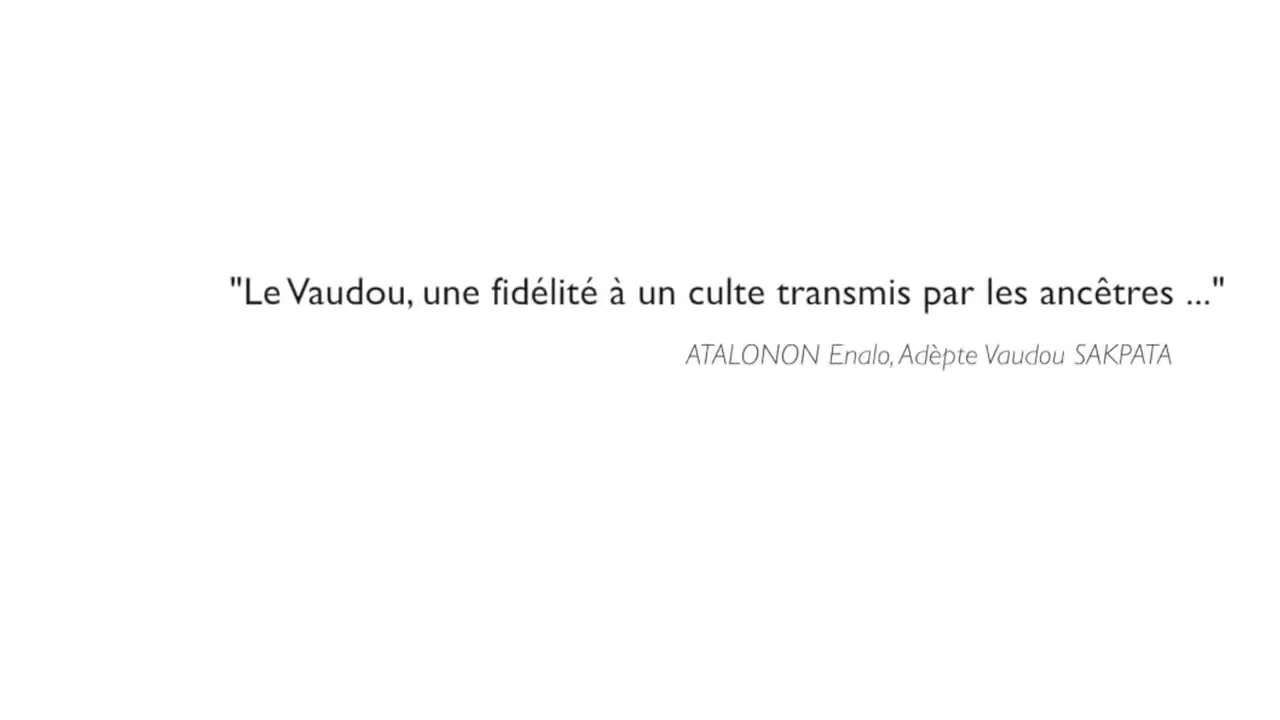 "Le Vaudou, une fidélité à un culte transmis par les ancêtres ..."
ATALONON Enalo, Adèpte Vaudou SAKPATA